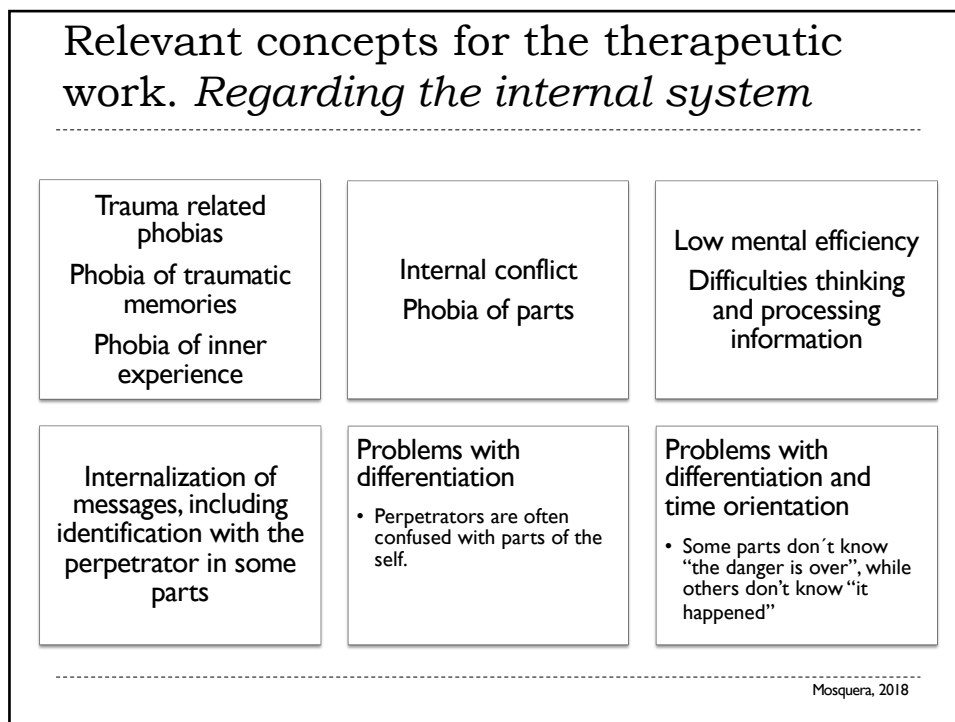 Relevant concepts for the therapeutic
work. Regarding the internal system
Trauma related
phobias
Phobia of traumatic
memories
Phobia of inner
experience
Internal conflict
Phobia of parts
Low mental efficiency
Difficulties thinking
and processing
information
Internalization of
messages, including
identification with the
perpetrator in some
parts
Problems with
differentiation
• Perpetrators are often
confused with parts of the
self.
Problems with
differentiation and
time orientation
• Some parts don´t know
“the danger is over”, while
others don’t know “it
happened”
Mosquera, 2018